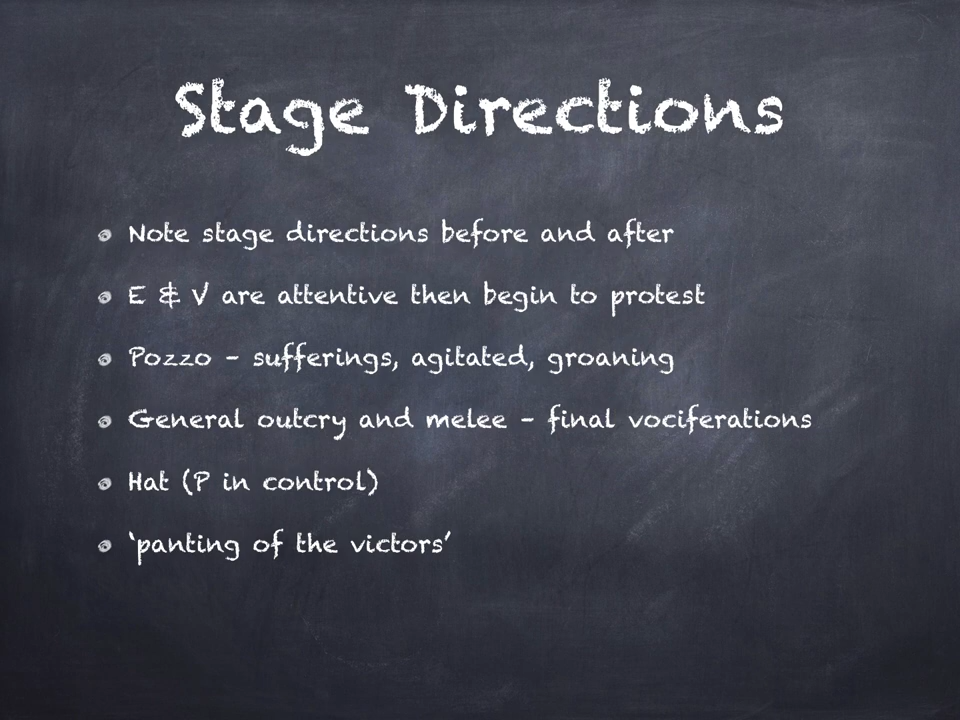 Stage Directions
Note stage directions before and after
E & V are attentive then begin to protest
Pozzo – sufferings, agitated, groaning
General outcry and melee – final vociferations
Hat (P in control)
‘panting of the victors’